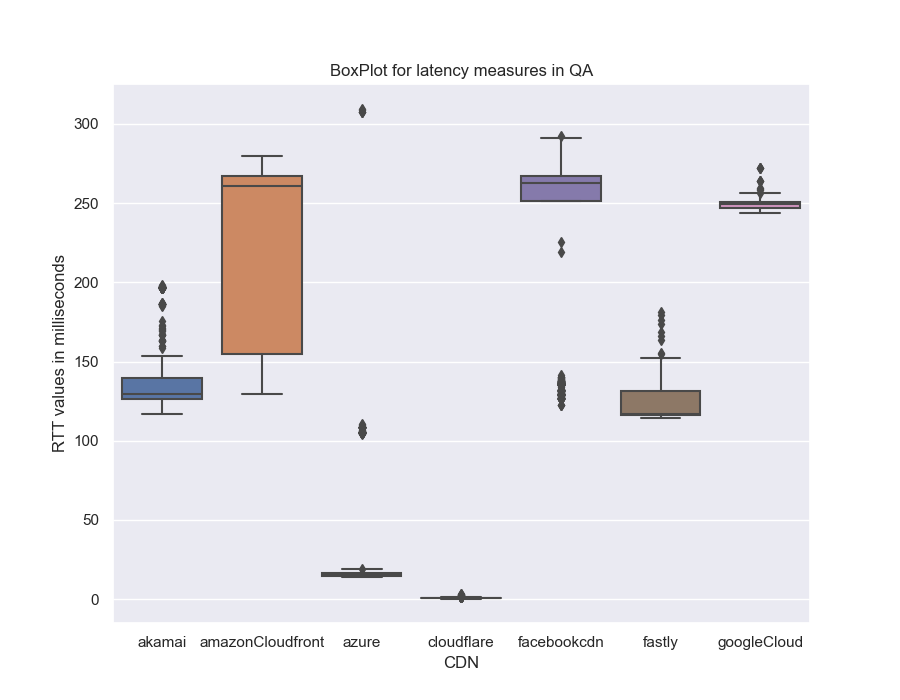 BoxPlot for latency measures in QA
300
250
200
150
100
50
0
RTT values in milliseconds
akamai amazonCloudfront azure cloudflare facebookcdn fastly googleCloud
CDN